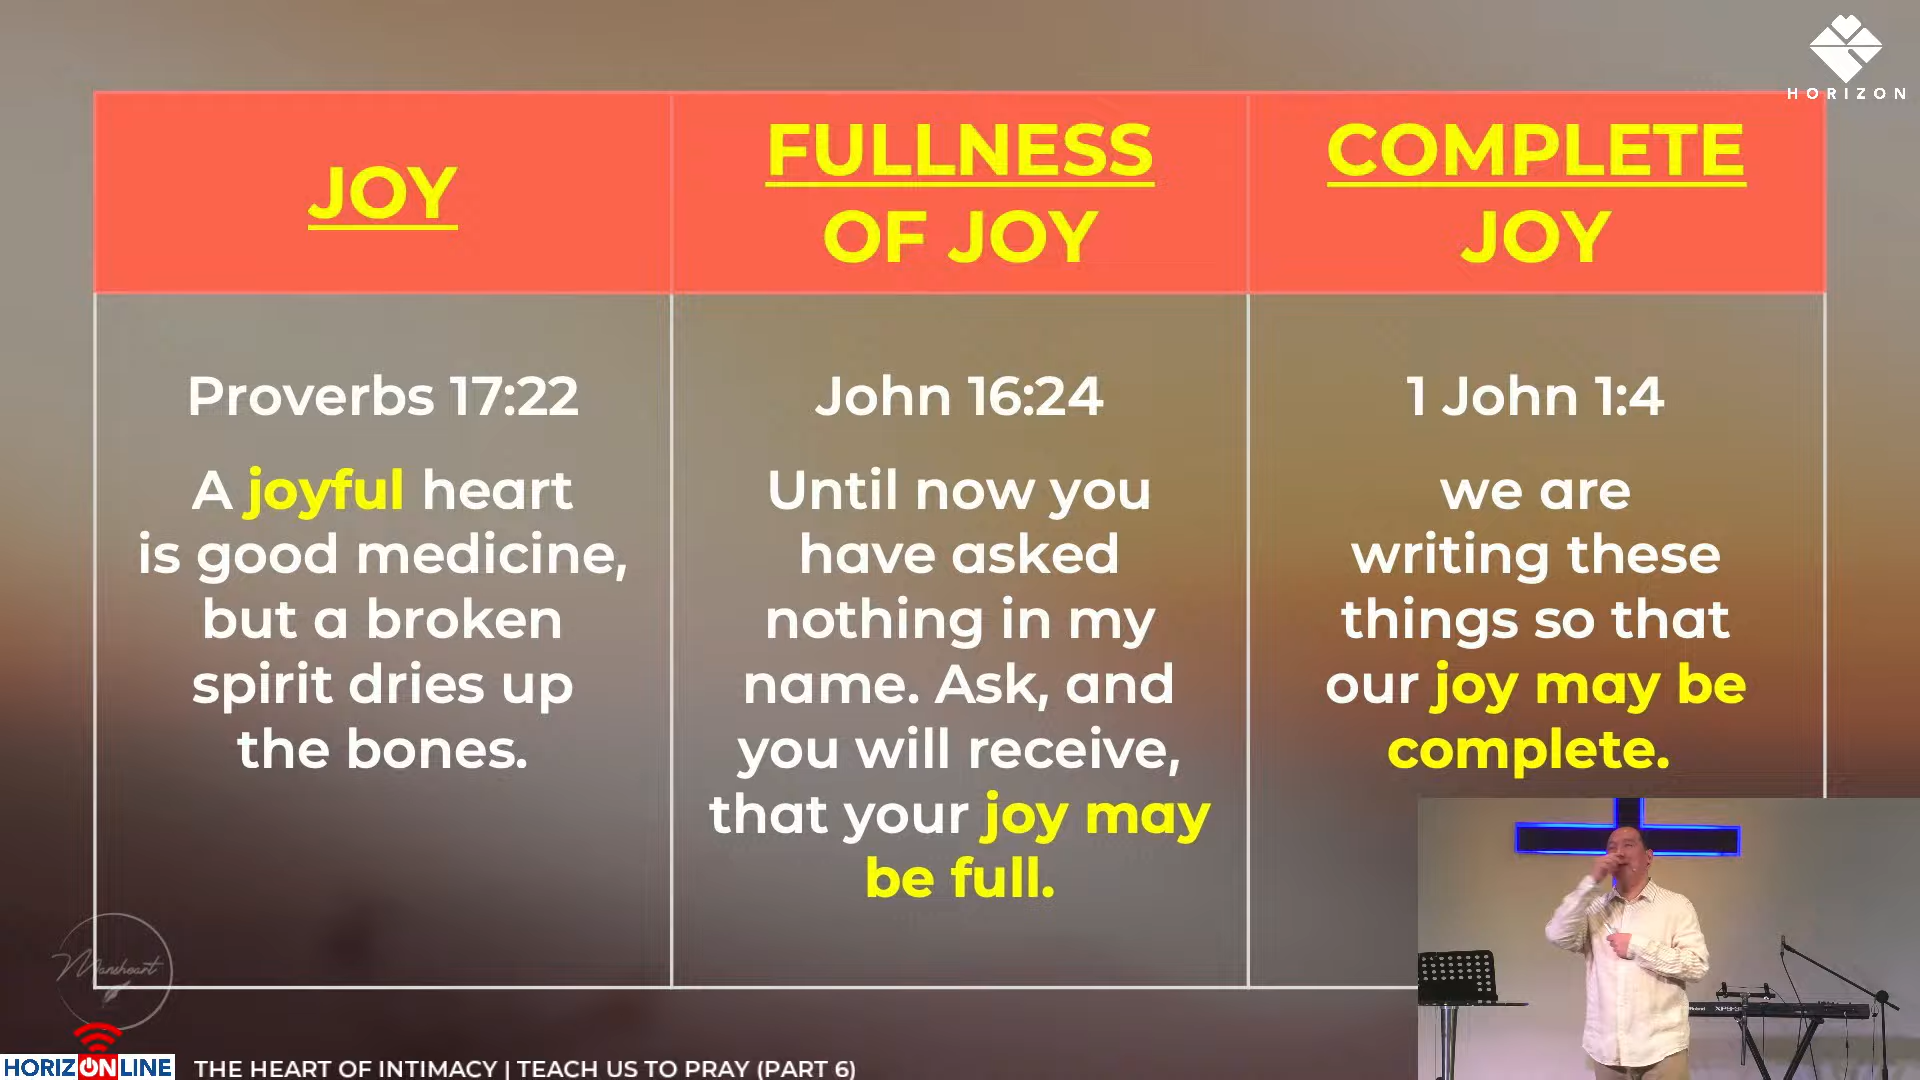 HORIZON
JOY
FULLNESS
OF JOY
COMPLETE
JOY
Proverbs 17:22
A joyful heart
is good medicine,
but a broken
spirit dries up
the bones.
John 16:24
Until now you
have asked
nothing in my
name. Ask, and
you will receive,
that your joy may
be full.
1 John 1:4
we are
writing these
things so that
our joy may be
complete.
Mansheart
Roland
HORIZONLINE
THE HEART OF INTIMACY | TEACH US TO PRAY (PART 6)